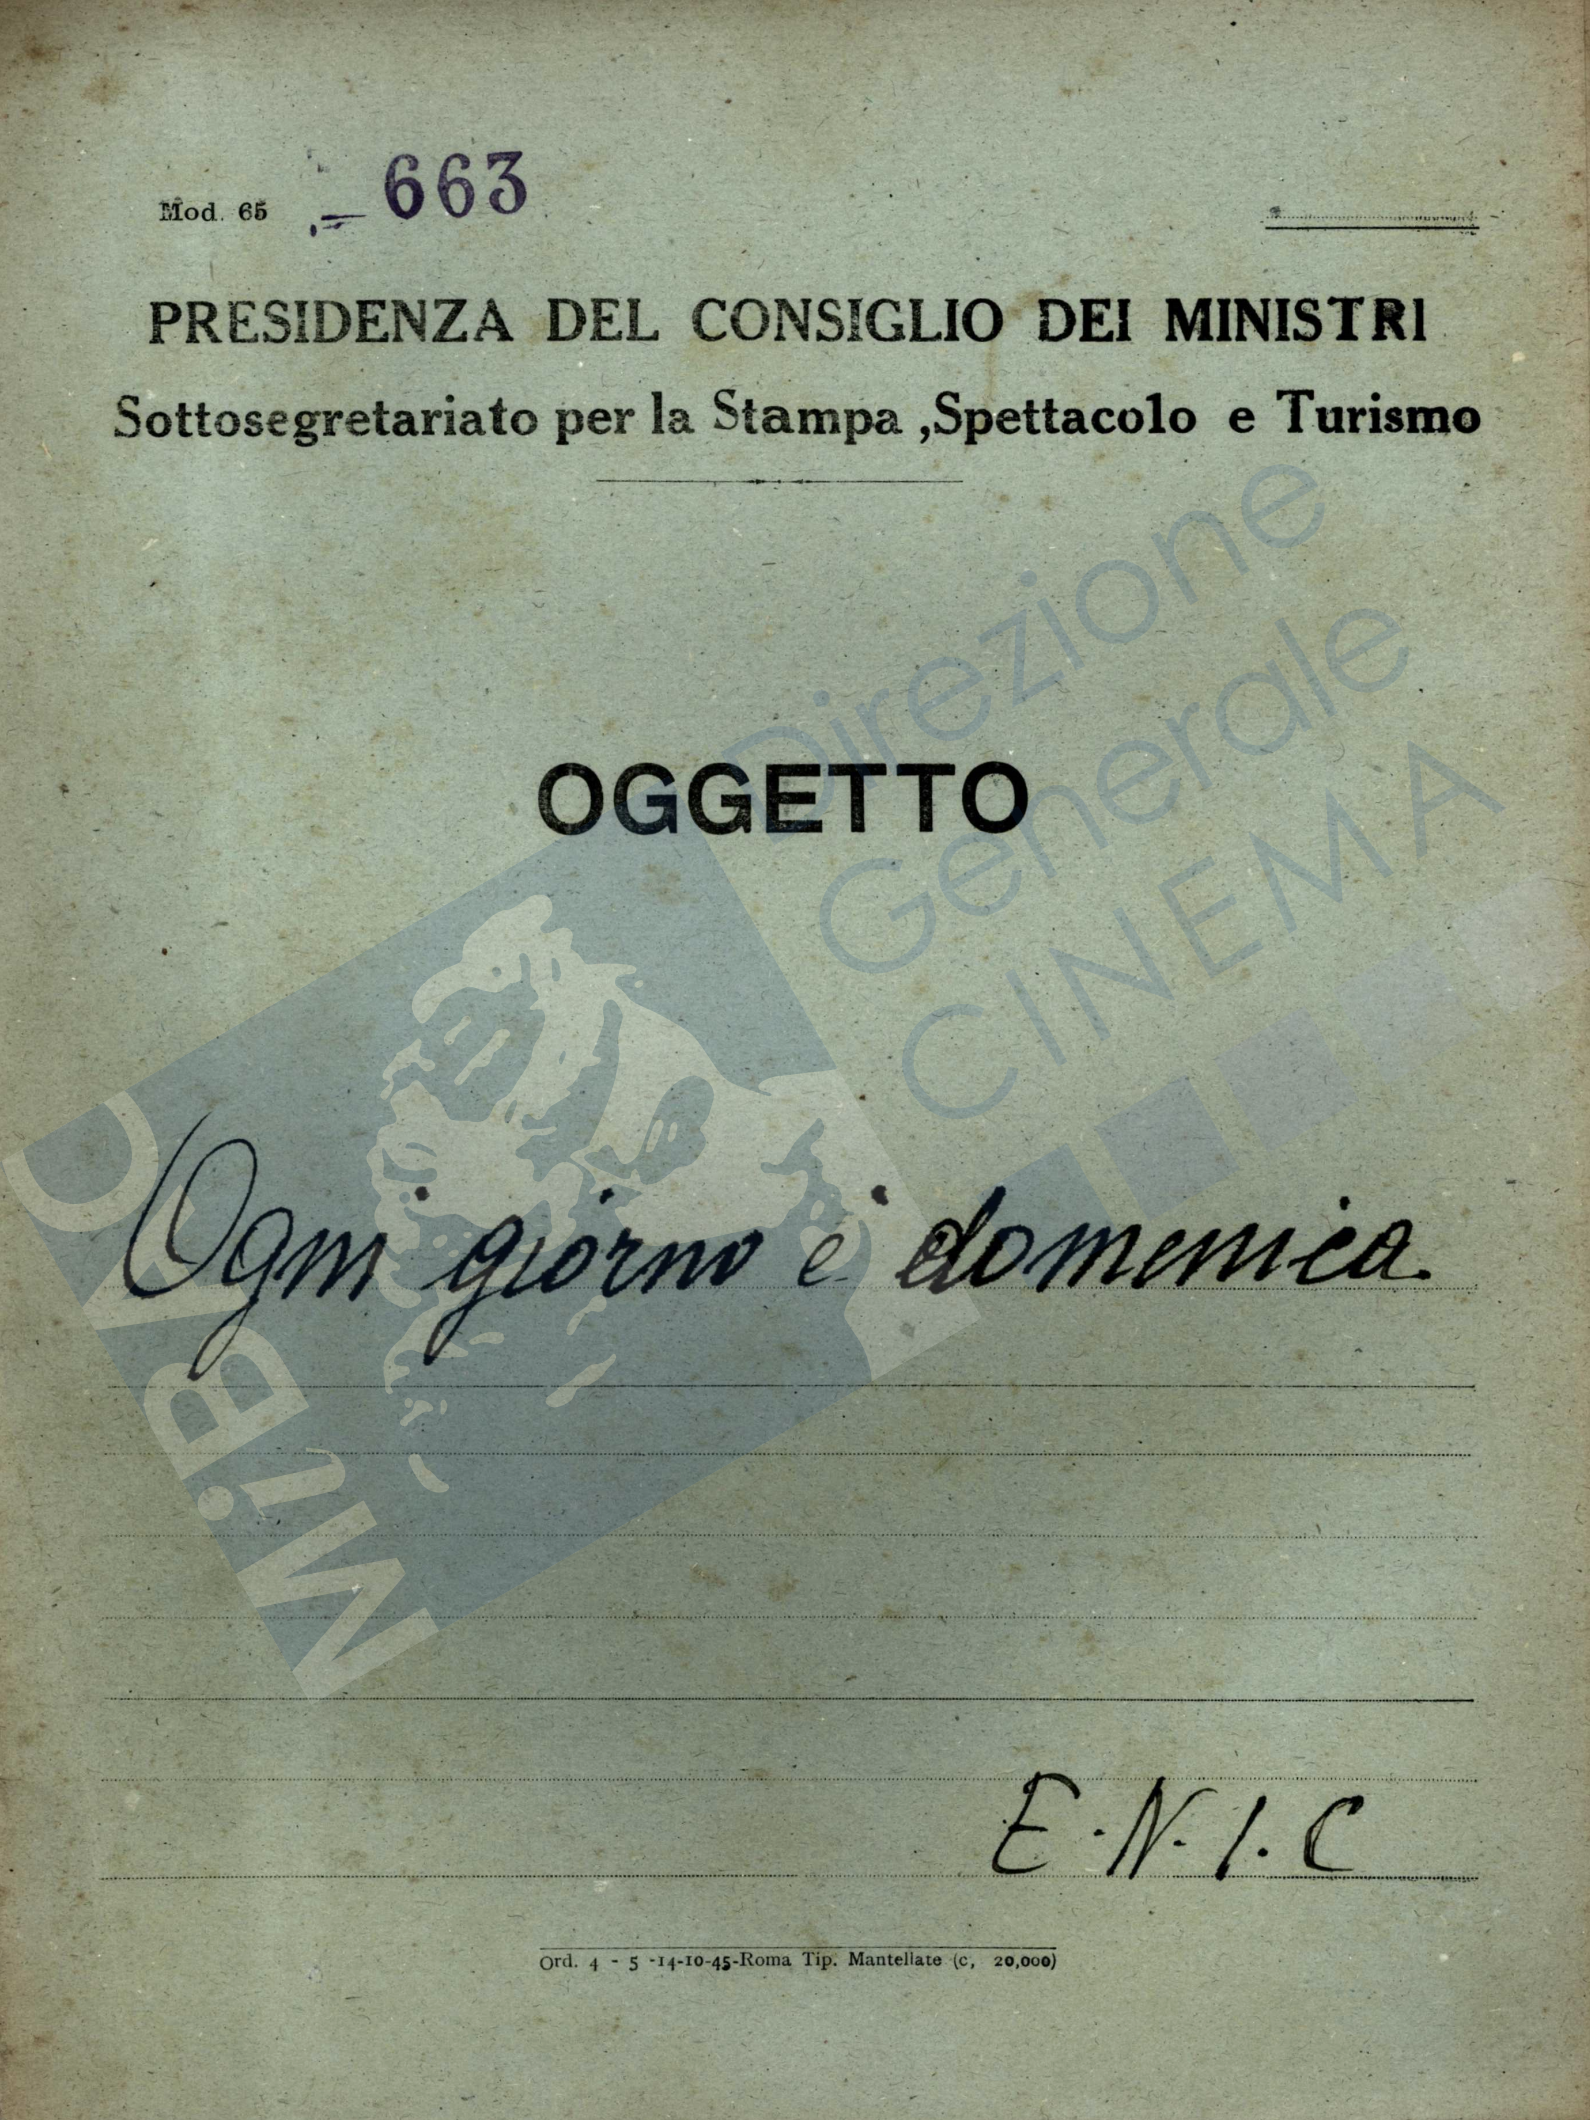 Mod. 65 663
PRESIDENZA DEL CONSIGLIO DEI MINISTRI
Sottosegretariato per la Stampa ,Spettacolo e Turismo
Direzione
Generale
CINEMA
OGGETTO
MiBAC
Ogni giorno è domenica
E.N.I.C
Ord. 4 - 5 -14-10-45-Roma Tip. Mantellate (c, 20,000)